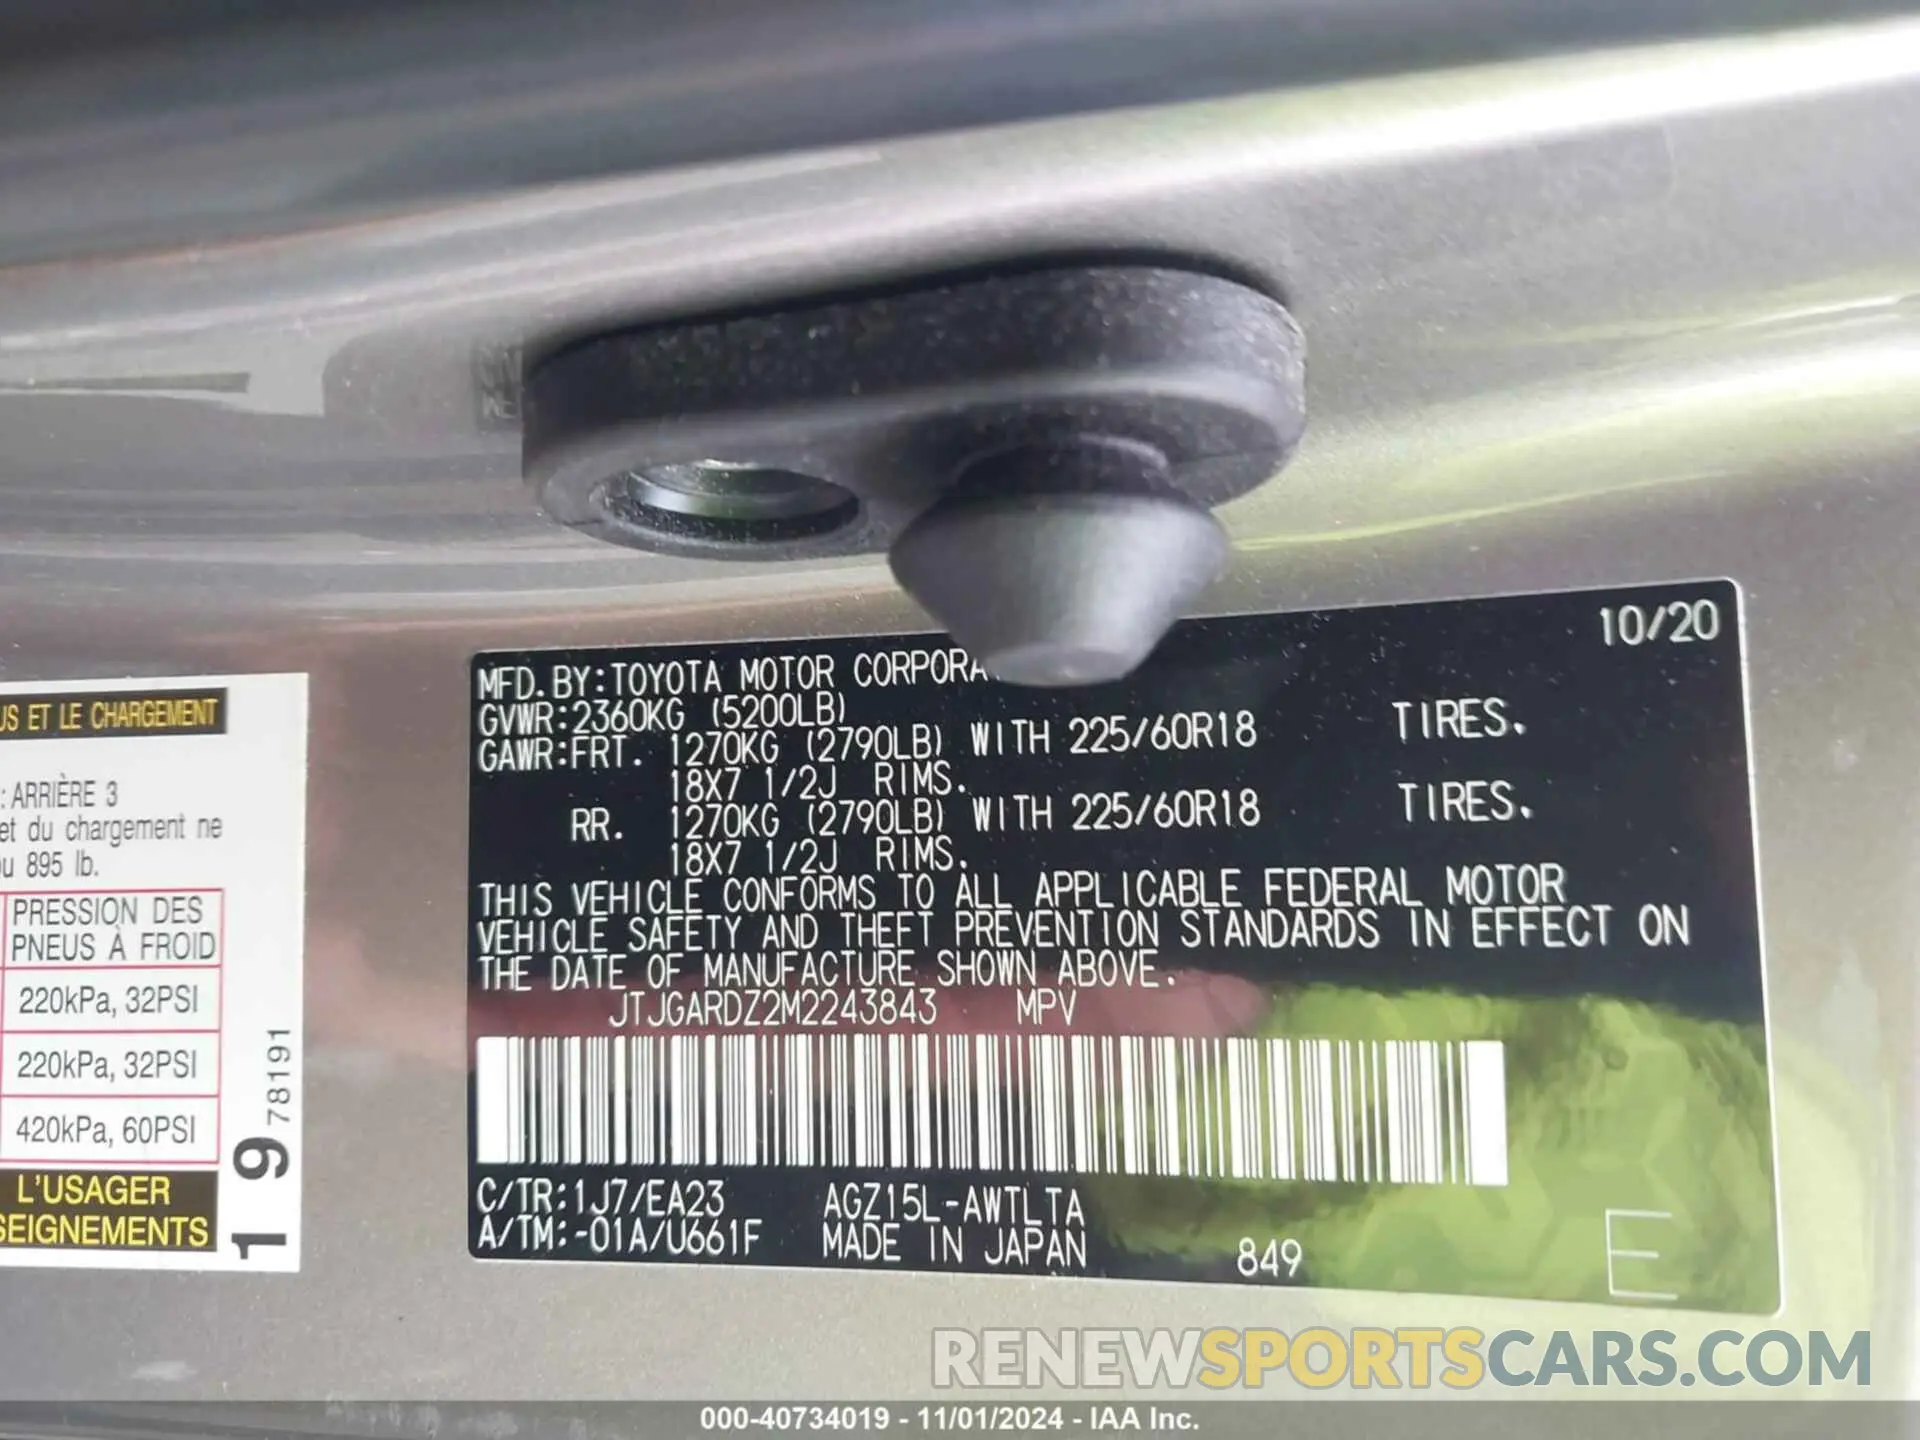 10/20
MFD. BY:TOYOTA MOTOR CORPORA
GVWR:2360KG (5200LB)
GAWR:FRT. 1270KG (2790LB) WITH 225/60R18 TIRES.
18X7 1/2J RIMS.
RR. 1270KG (2790LB) WITH 225/60R18 TIRES.
18X7 1/2J RIMS.
THIS VEHICLE CONFORMS TO ALL APPLICABLE FEDERAL MOTOR
VEHICLE SAFETY AND THEFT PREVENTION STANDARDS IN EFFECT ON
THE DATE OF MANUFACTURE SHOWN ABOVE.
JTJGARDZ2M2243843 MPV
C/TR:1J7/EA23 AGZ15L-AWTLTA
A/TM:-01A/U661F MADE IN JAPAN 849
E
US ET LE CHARGEMENT
: ARRIÈRE 3
et du chargement ne
ou 895 lb.
PRESSION DES
PNEUS À FROID
220kPa, 32PSI
220kPa, 32PSI
420kPa, 60PSI
L'USAGER
SEIGNEMENTS
1 9 78191
RENEWSPORTSCARS.COM
000-40734019 - 11/01/2024 - IAA Inc.